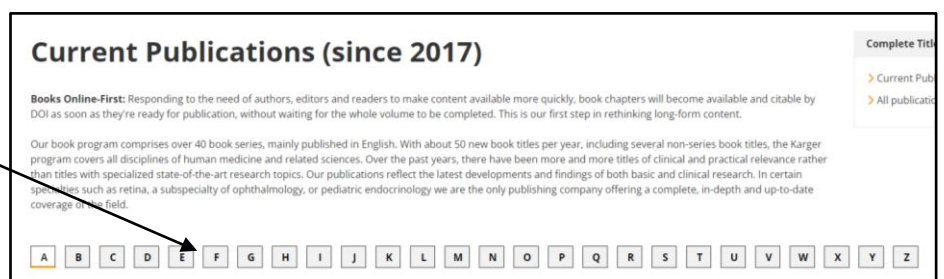 Current Publications (since 2017)
Books Online-First: Responding to the need of authors, editors and readers to make content available more quickly, book chapters will become available and citable by
DOI as soon as they're ready for publication, without waiting for the whole volume to be completed. This is our first step in rethinking long-form content.
Our book program comprises over 40 book series, mainly published in English. With about 50 new book titles per year, including several non-series book titles, the Karger
program covers all disciplines of human medicine and related sciences. Over the past years, there have been more and more titles of clinical and practical relevance rather
than titles with specialized state-of-the-art research topics. Our publications reflect the latest developments and findings of both basic and clinical research. In certain
specialties such as retina, a subspecialty of ophthalmology, or pediatric endocrinology we are the only publishing company offering a complete, in-depth and up-to-date
coverage of the field.
A B C D E F G H I J K L M N O P Q R S T U V W X Y Z
Complete Titl
> Current Publ
> All publicatio